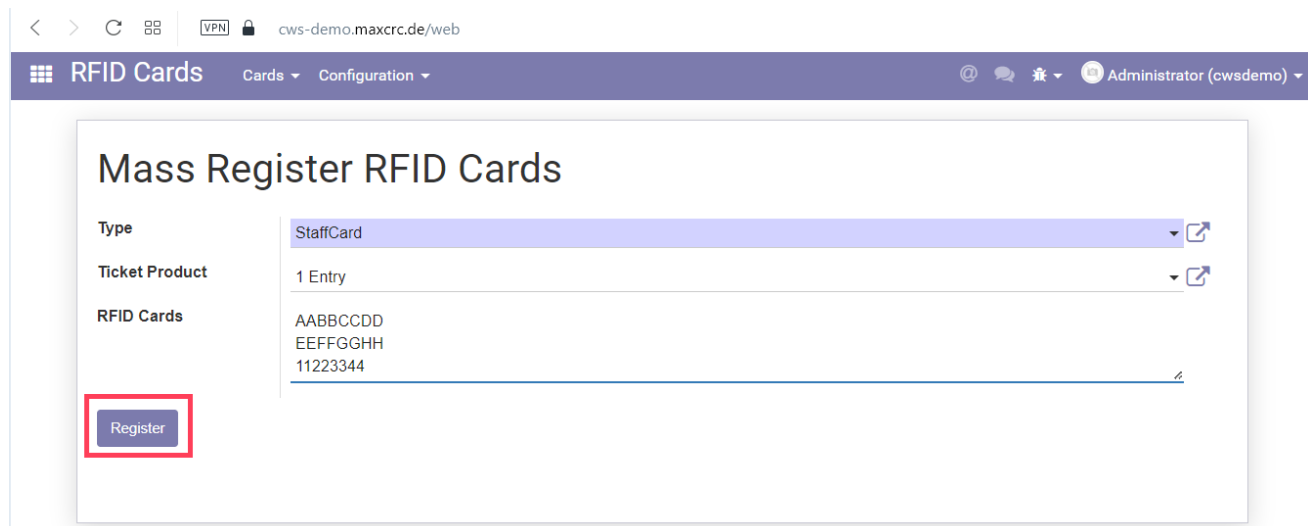 VPN cws-demo.maxcrc.de/web
RFID Cards Cards Configuration @ Administrator (cwsdemo)
Mass Register RFID Cards
Type StaffCard
Ticket Product 1 Entry
RFID Cards AABBCCDD
EEFFGGHH
11223344
Register